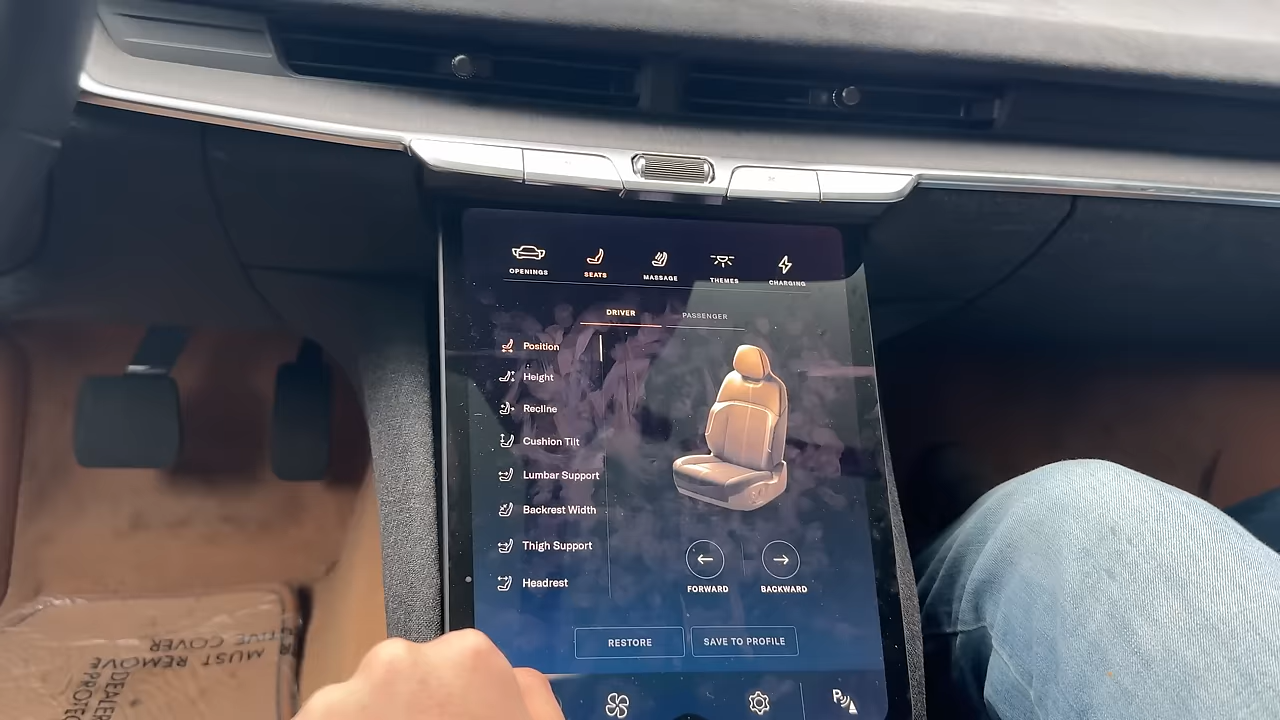 OPENINGS
SEATS
MASSAGE
THEMES
CHARGING
DRIVER
PASSENGER
Position
Height
Recline
Cushion Tilt
Lumbar Support
Backrest Width
Thigh Support
Headrest
FORWARD
BACKWARD
RESTORE
SAVE TO PROFILE
P
MUST REMOVE
DEALER